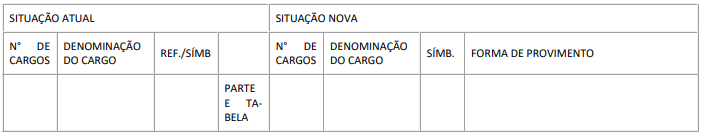 SITUAÇÃO ATUAL SITUAÇÃO NOVA
N° DE CARGOS DENOMINAÇÃO DO CARGO REF./SÍMB N° DE CARGOS DENOMINAÇÃO DO CARGO SÍMB. FORMA DE PROVIMENTO
PARTE
E TA-
BELA